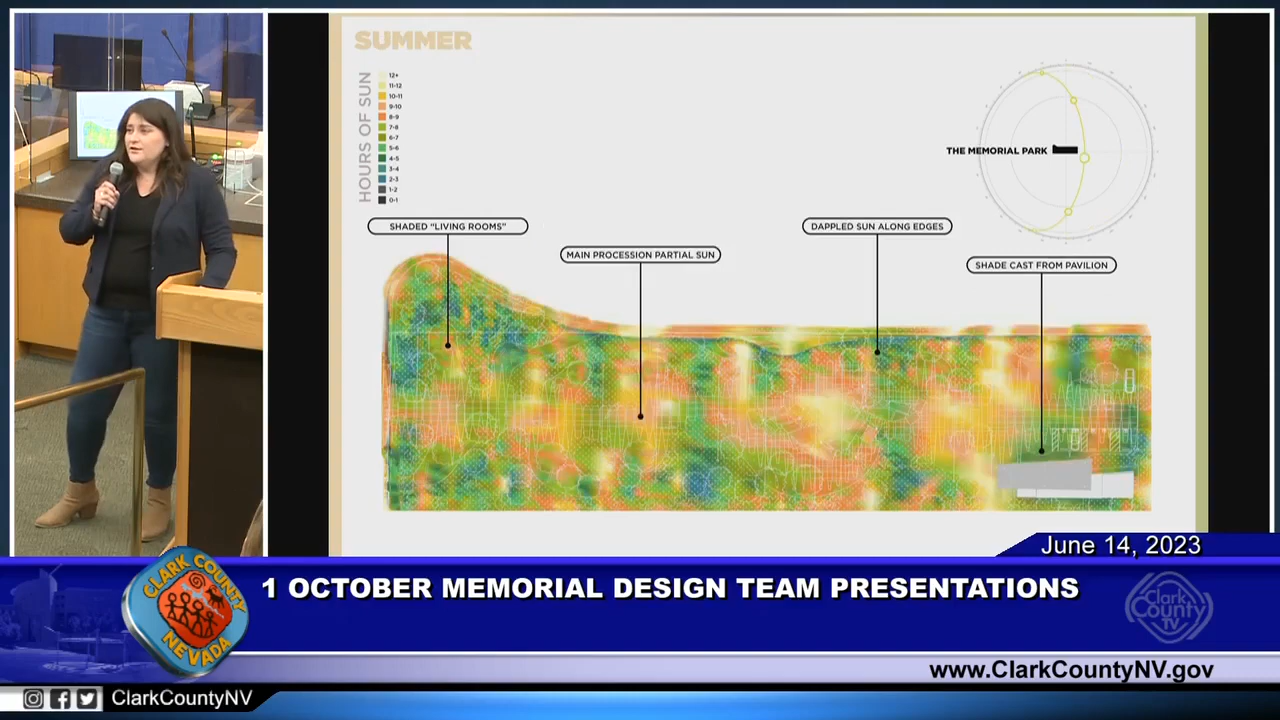 SUMMER
HOURS OF SUN
12+
11-12
10-11
9-10
8-9
7-8
6-7
5-6
4-5
3-4
2-3
1-2
0-1
THE MEMORIAL PARK
SHADED "LIVING ROOMS"
MAIN PROCESSION PARTIAL SUN
DAPPLED SUN ALONG EDGES
SHADE CAST FROM PAVILION
June 14, 2023
1 OCTOBER MEMORIAL DESIGN TEAM PRESENTATIONS
CLARK COUNTY
NEVADA
Clark
County
TV
www.ClarkCountyNV.gov
ClarkCountyNV